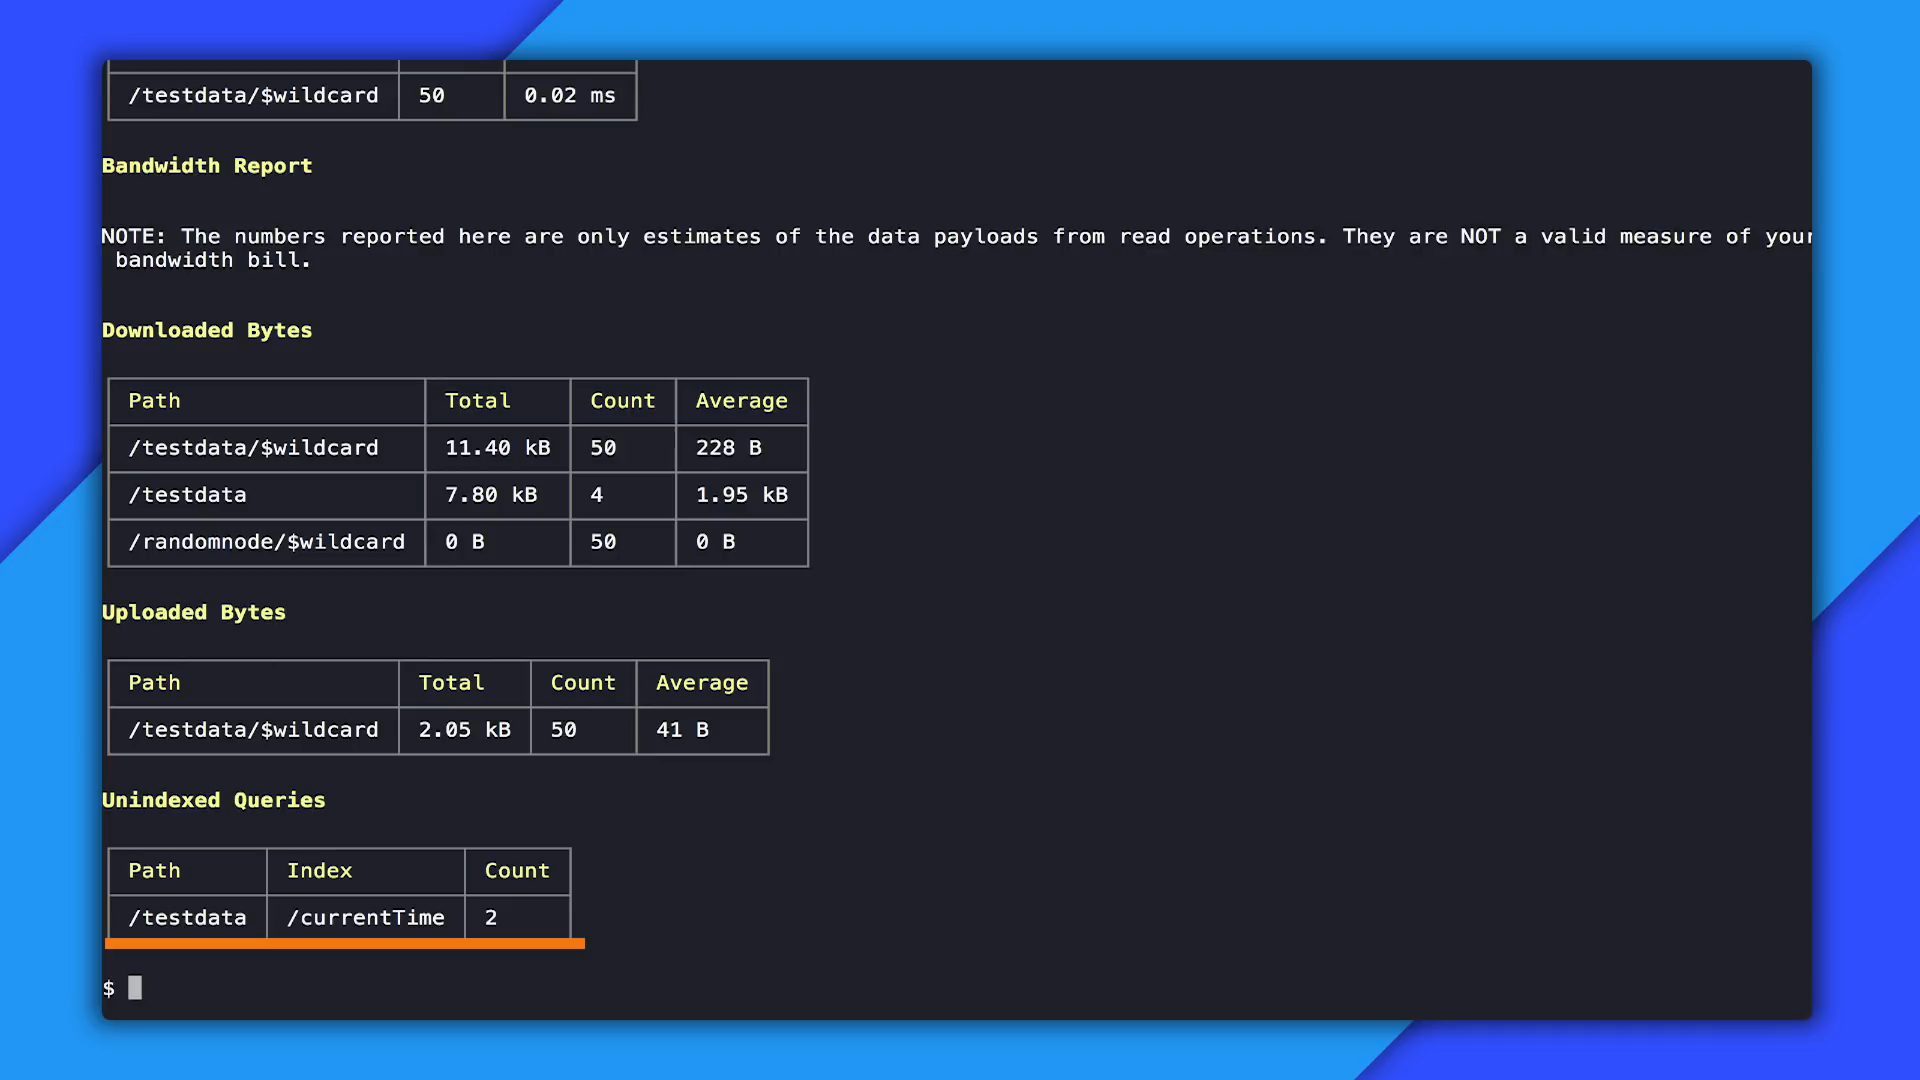 /testdata/$wildcard 50 0.02 ms
Bandwidth Report
NOTE: The numbers reported here are only estimates of the data payloads from read operations. They are NOT a valid measure of your
bandwidth bill.
Downloaded Bytes
Path Total Count Average
/testdata/$wildcard 11.40 kB 50 228 B
/testdata 7.80 kB 4 1.95 kB
/randomnode/$wildcard 0 B 50 0 B
Uploaded Bytes
Path Total Count Average
/testdata/$wildcard 2.05 kB 50 41 B
Unindexed Queries
Path Index Count
/testdata /currentTime 2
$